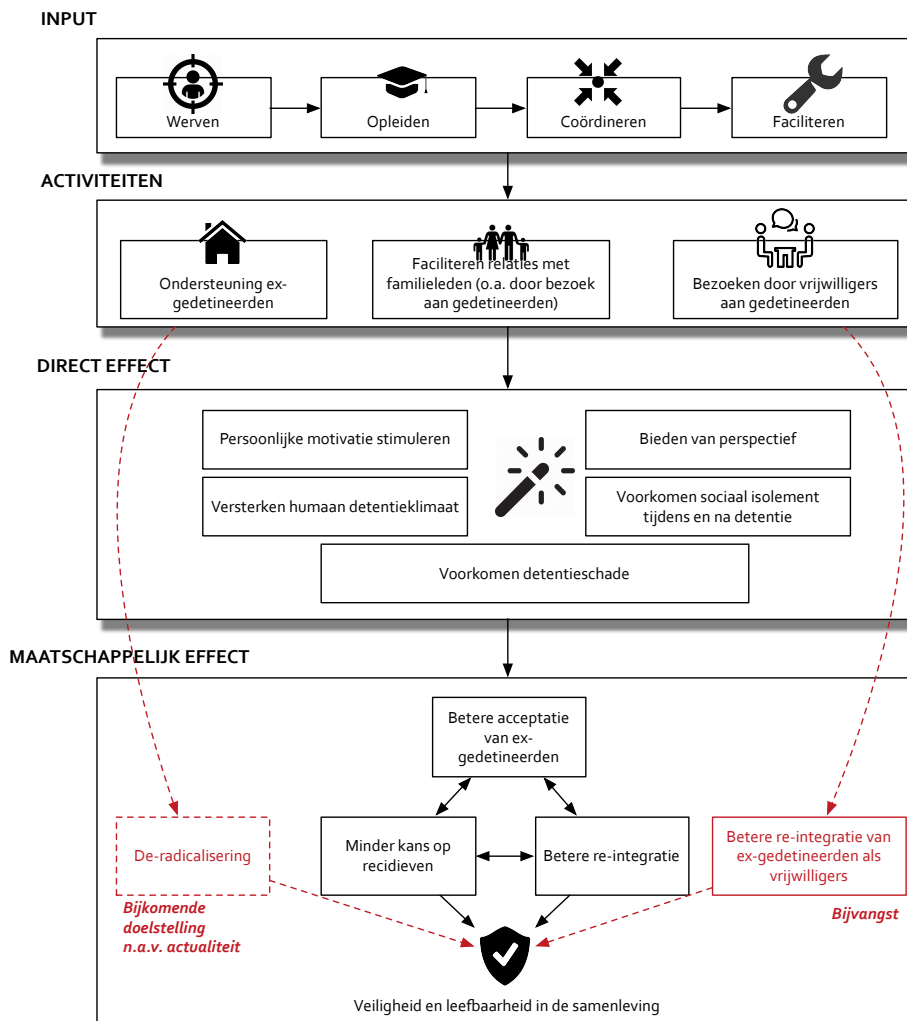 INPUT
Werven
Opleiden
Coördineren
Faciliteren
ACTIVITEITEN
Ondersteuning ex-
gedetineerden
Faciliteren relaties met
familieleden (o.a. door bezoek
aan gedetineerden)
Bezoeken door vrijwilligers
aan gedetineerden
DIRECT EFFECT
Persoonlijke motivatie stimuleren
Bieden van perspectief
Versterken humaan detentieklimaat
Voorkomen sociaal isolement
tijdens en na detentie
Voorkomen detentieschade
MAATSCHAPPELIJK EFFECT
Betere acceptatie
van ex-
gedetineerden
De-radicalisering
Minder kans op
recidieven
Betere re-integratie
Betere re-integratie van
ex-gedetineerden als
vrijwilligers
Bijkomende
doelstelling
n.a.v. actualiteit
Bijvangst
Veiligheid en leefbaarheid in de samenleving